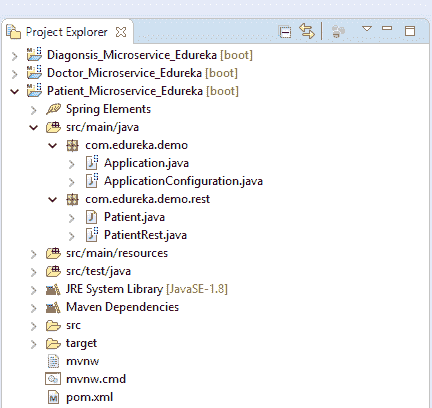 Project Explorer
Diagonsis_Microservice_Edureka [boot]
Doctor_Microservice_Edureka [boot]
Patient_Microservice_Edureka [boot]
Spring Elements
src/main/java
com.edureka.demo
Application.java
ApplicationConfiguration.java
com.edureka.demo.rest
Patient.java
PatientRest.java
src/main/resources
src/test/java
JRE System Library [JavaSE-1.8]
Maven Dependencies
src
target
mvnw
mvnw.cmd
pom.xml